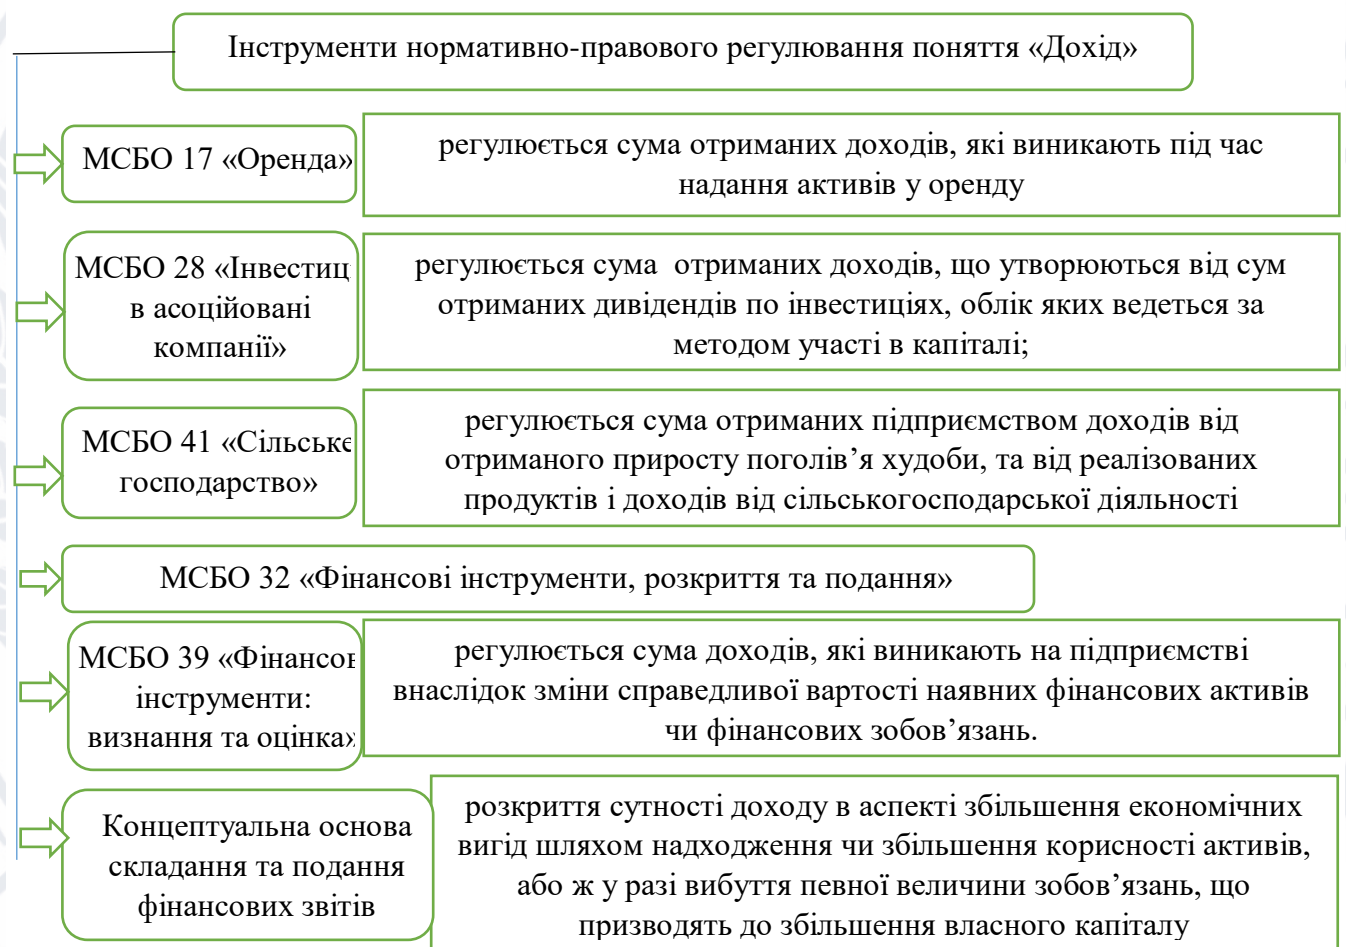 Інструменти нормативно-правового регулювання поняття «Дохід»
МСБО 17 «Оренда»
регулюється сума отриманих доходів, які виникають під час
надання активів у оренду
МСБО 28 «Інвестиц
в асоційовані
компанії»
регулюється сума отриманих доходів, що утворюються від сум
отриманих дивідендів по інвестиціях, облік яких ведеться за
методом участі в капіталі;
МСБО 41 «Сільське
господарство»
регулюється сума отриманих підприємством доходів від
отриманого приросту поголів’я худоби, та від реалізованих
продуктів і доходів від сільськогосподарської діяльності
МСБО 32 «Фінансові інструменти, розкриття та подання»
МСБО 39 «Фінансов
інструменти:
визнання та оцінка»
регулюється сума доходів, які виникають на підприємстві
внаслідок зміни справедливої вартості наявних фінансових активів
чи фінансових зобов’язань.
Концептуальна основа
складання та подання
фінансових звітів
розкриття сутності доходу в аспекті збільшення економічних
вигід шляхом надходження чи збільшення корисності активів,
або ж у разі вибуття певної величини зобов’язань, що
призводять до збільшення власного капіталу